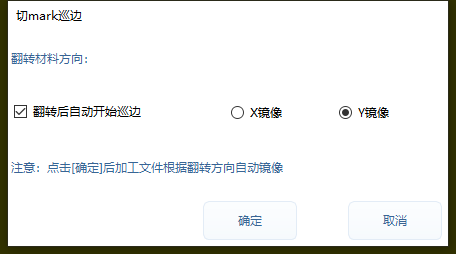 切mark巡边
翻转材料方向：
翻转后自动开始巡边 X镜像 Y镜像
注意：点击[确定]后加工文件根据翻转方向自动镜像
确定 取消